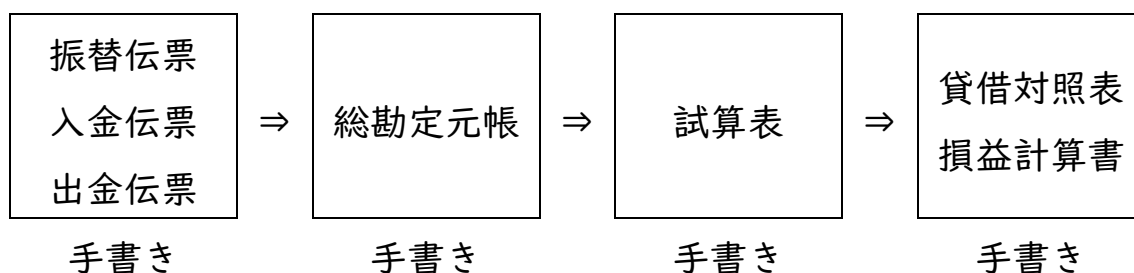 振替伝票
入金伝票
出金伝票
⇒
総勘定元帳
⇒
試算表
⇒
貸借対照表
損益計算書
手書き
手書き
手書き
手書き